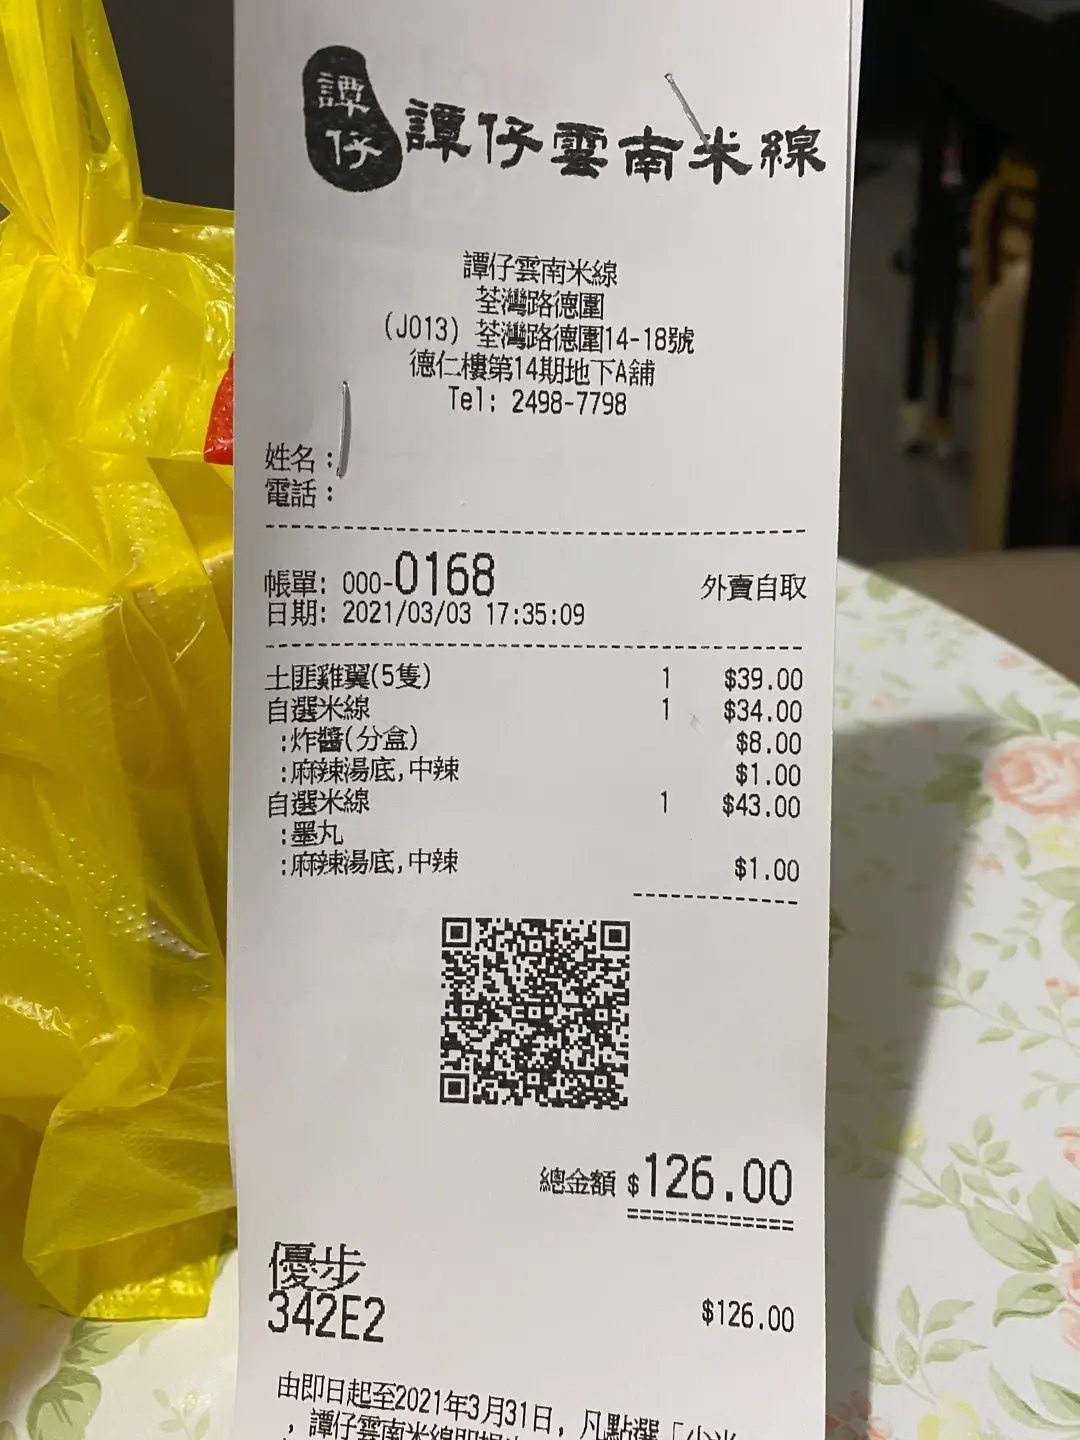 譚仔
譚仔雲南米線
譚仔雲南米線
荃灣路德圍
(J013) 荃灣路德圍14-18號
德仁樓第14期地下A舖
Tel: 2498-7798
姓名:
電話:
帳單: 000-0168 外賣自取
日期: 2021/03/03 17:35:09
土匪雞翼(5隻) 1 $39.00
自選米線 1 $34.00
:炸醬(分盒) $8.00
:麻辣湯底,中辣 $1.00
自選米線 1 $43.00
:墨丸
:麻辣湯底,中辣 $1.00
總金額 $126.00
優步
342E2 $126.00
由即日起至2021年3月31日, 凡點選「小米
, 譚仔雲南米線即